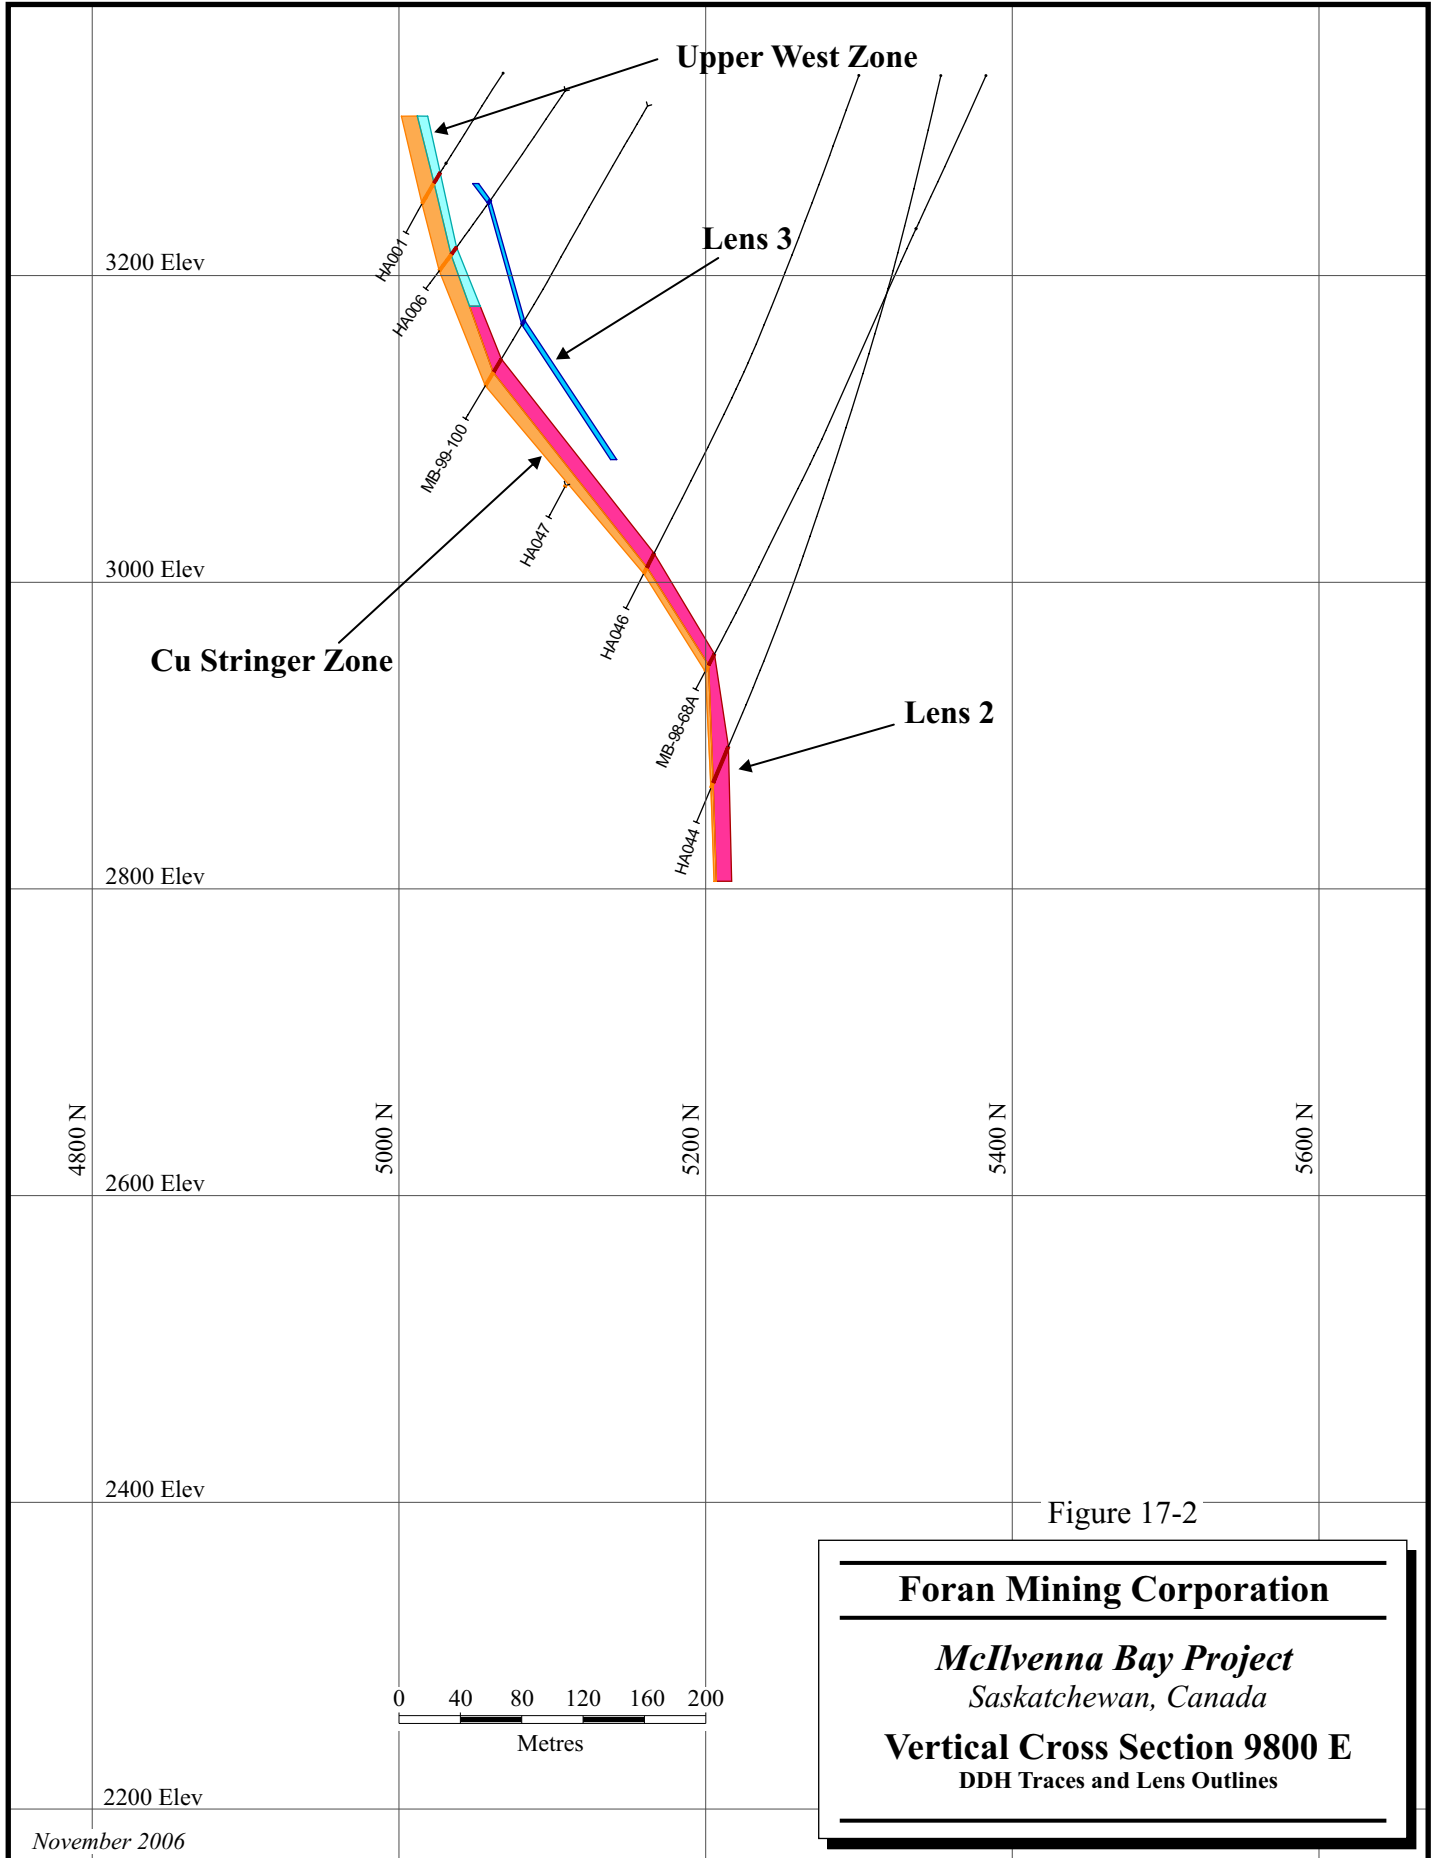 Upper West Zone
Lens 3
HA001
3200 Elev
HA006
MB-99-100
HA047
3000 Elev
HA046
Cu Stringer Zone
MB-98-68A
Lens 2
HA044
2800 Elev
4800 N
5000 N
5200 N
5400 N
5600 N
2600 Elev
2400 Elev
Figure 17-2
Foran Mining Corporation
McIlvenna Bay Project
Saskatchewan, Canada
Vertical Cross Section 9800 E
DDH Traces and Lens Outlines
0 40 80 120 160 200
Metres
2200 Elev
November 2006